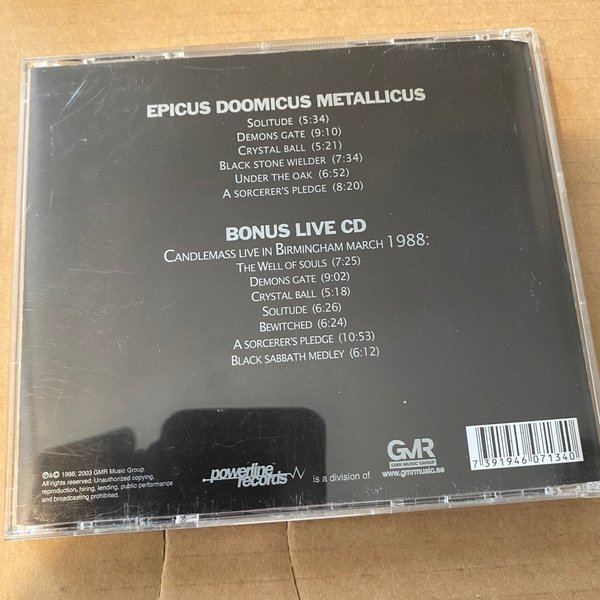 EPICUS DOOMICUS METALLICUS
SOLITUDE (5:34)
DEMONS GATE (9:10)
CRYSTAL BALL (5:21)
BLACK STONE WIELDER (7:34)
UNDER THE OAK (6:52)
A SORCERER'S PLEDGE (8:20)
BONUS LIVE CD
CANDLEMASS LIVE IN BIRMINGHAM MARCH 1988:
THE WELL OF SOULS (7:25)
DEMONS GATE (9:02)
CRYSTAL BALL (5:18)
SOLITUDE (6:26)
BEWITCHED (6:24)
A SORCERER'S PLEDGE (10:53)
BLACK SABBATH MEDLEY (6:12)
℗&© 1986, 2003 GMR Music Group.
All rights reserved. Unauthorized copying,
reproduction, hiring, lending, public performance
and broadcasting prohibited.
powerline
records
is a division of
GMR
GMR MUSIC GROUP
www.gmrmusic.se
7 391946 071340